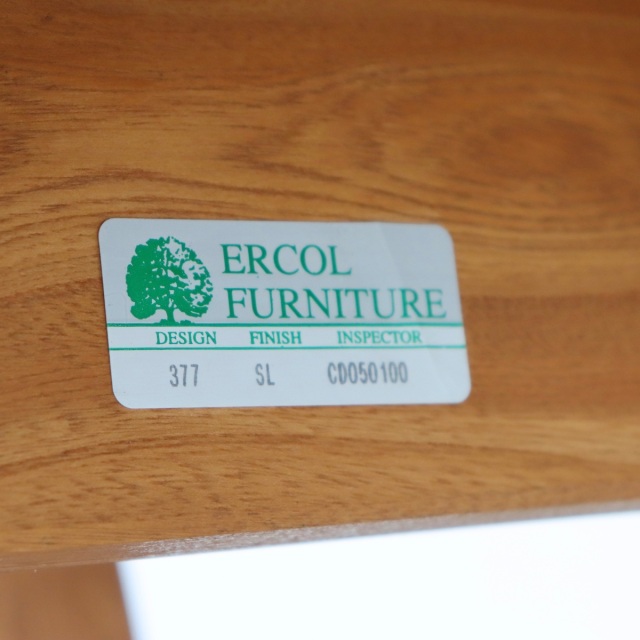 ERCOL
FURNITURE
DESIGN FINISH INSPECTOR
377 SL CD050100